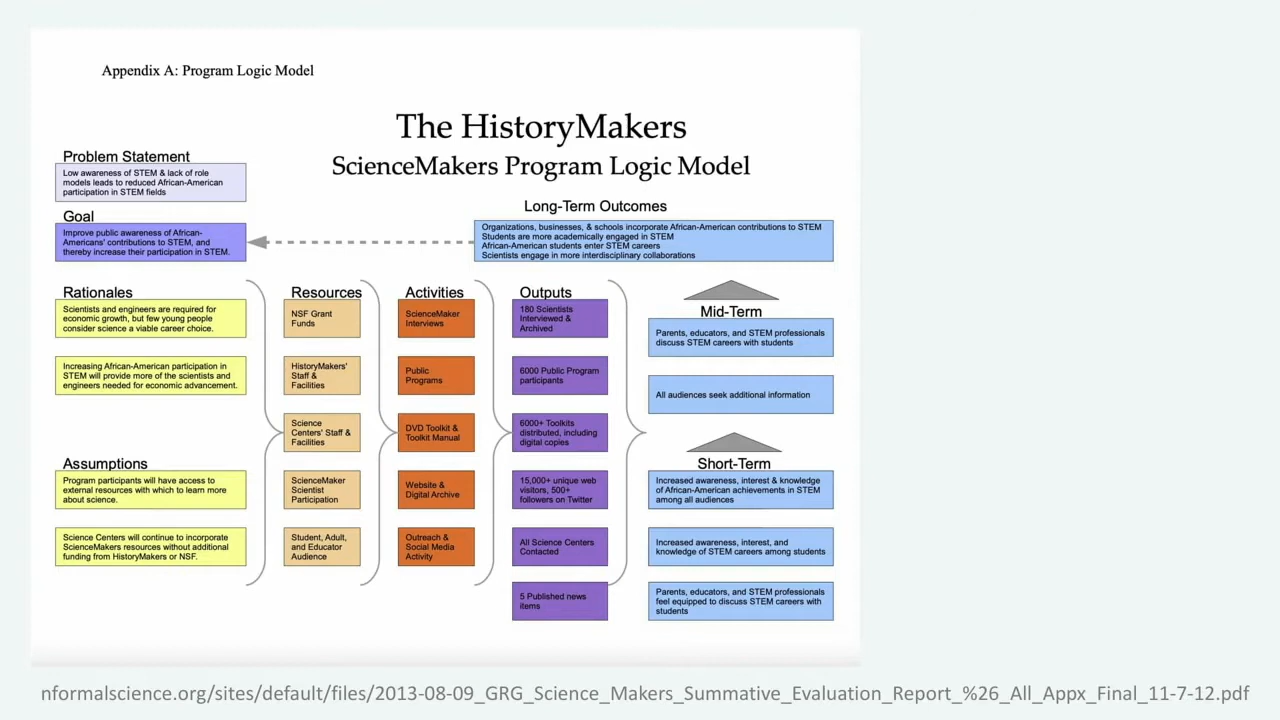 Appendix A: Program Logic Model
The HistoryMakers
ScienceMakers Program Logic Model
Problem Statement
Low awareness of STEM & lack of role
models leads to reduced African-American
participation in STEM fields
Goal
Improve public awareness of African-
Americans' contributions to STEM, and
thereby increase their participation in STEM.
Long-Term Outcomes
Organizations, businesses, & schools incorporate African-American contributions to STEM
Students are more academically engaged in STEM
African-American students enter STEM careers
Scientists engage in more interdisciplinary collaborations
Rationales
Scientists and engineers are required for
economic growth, but few young people
consider science a viable career choice.
Increasing African-American participation in
STEM will provide more of the scientists and
engineers needed for economic advancement.
Assumptions
Program participants will have access to
external resources with which to learn more
about science.
Science Centers will continue to incorporate
ScienceMakers resources without additional
funding from HistoryMakers or NSF.
Resources
NSF Grant
Funds
HistoryMakers'
Staff &
Facilities
Science
Centers' Staff &
Facilities
ScienceMaker
Scientist
Participation
Student, Adult,
and Educator
Audience
Activities
ScienceMaker
Interviews
Public
Programs
DVD Toolkit &
Toolkit Manual
Website &
Digital Archive
Outreach &
Social Media
Activity
Outputs
180 Scientists
Interviewed &
Archived
6000 Public Program
participants
6000+ Toolkits
distributed, including
digital copies
15,000+ unique web
visitors, 500+
followers on Twitter
All Science Centers
Contacted
5 Published news
items
Mid-Term
Parents, educators, and STEM professionals
discuss STEM careers with students
All audiences seek additional information
Short-Term
Increased awareness, interest & knowledge
of African-American achievements in STEM
among all audiences
Increased awareness, interest, and
knowledge of STEM careers among students
Parents, educators, and STEM professionals
feel equipped to discuss STEM careers with
students
nformalscience.org/sites/default/files/2013-08-09_GRG_Science_Makers_Summative_Evaluation_Report_%26_All_Appx_Final_11-7-12.pdf